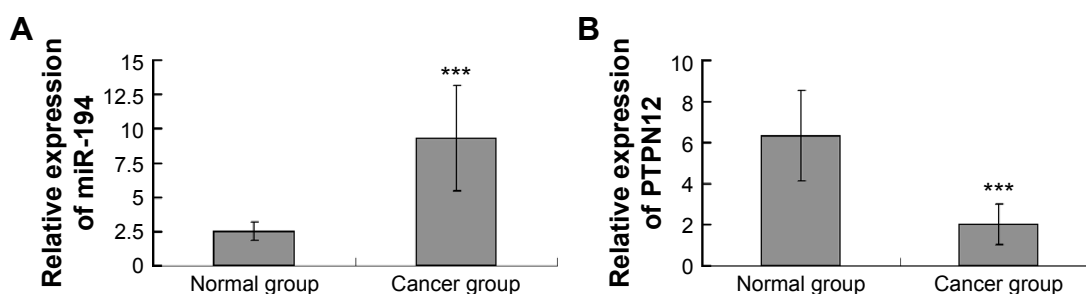 A
Relative expression
of miR-194
15
12.5
10
7.5
5
2.5
0
***
Normal group
Cancer group
B
Relative expression
of PTPN12
10
8
6
4
2
0
***
Normal group
Cancer group